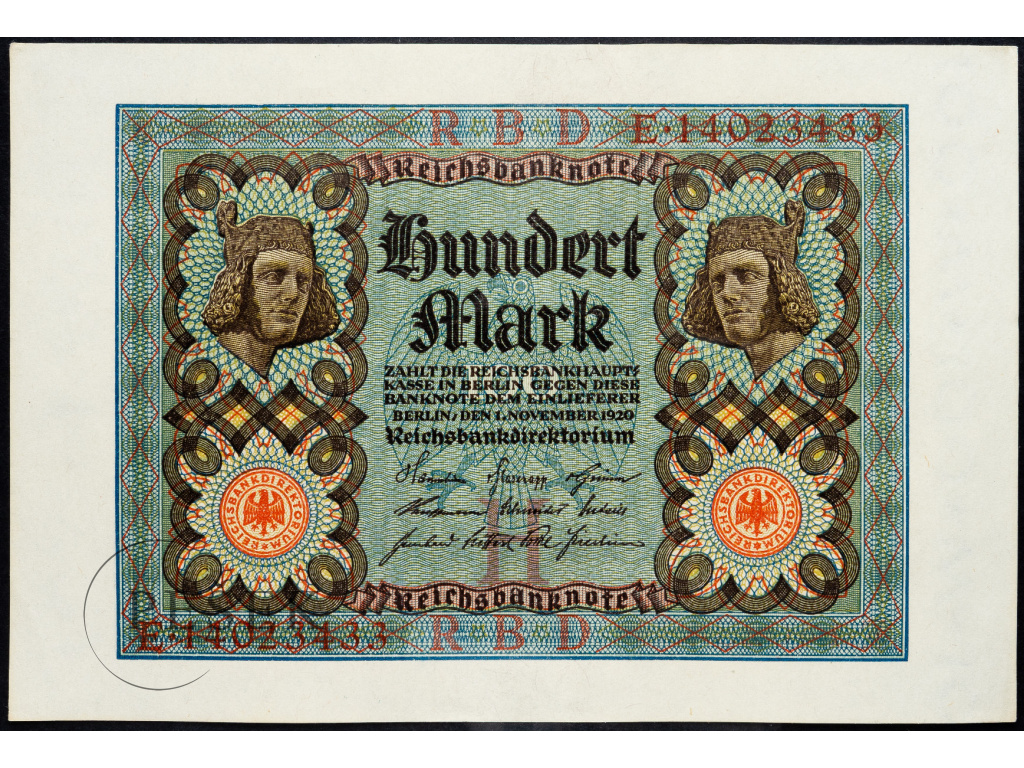 R B D E·14023433
Reichsbanknote
Hundert
Mark
ZAHLT DIE REICHSBANKHAUPT⸗
KASSE IN BERLIN GEGEN DIESE
BANKNOTE DEM EINLIEFERER
BERLIN, DEN 1. NOVEMBER 1920
Reichsbankdirektorium
REICHSBANKDIREKTORIUM
REICHSBANKDIREKTORIUM
H
Reichsbanknote
E·14023433 R B D